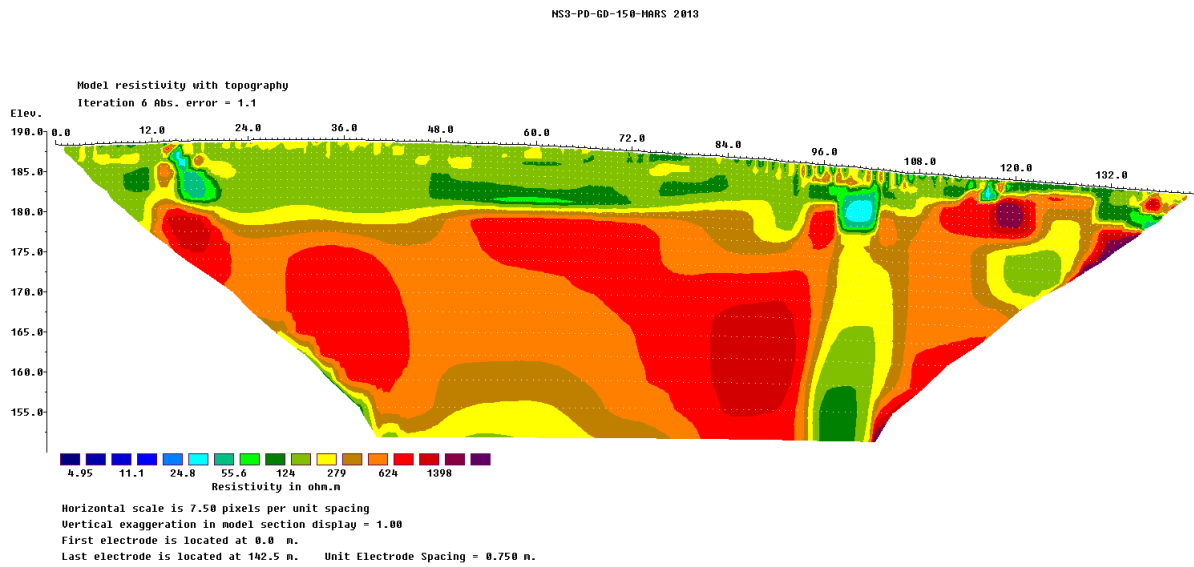 NS3-PD-GD-150-MARS 2013
Model resistivity with topography
Iteration 6 Abs. error = 1.1
Elev.
190.0 0.0 12.0 24.0 36.0 48.0 60.0 72.0 84.0 96.0 108.0 120.0 132.0
185.0
180.0
175.0
170.0
165.0
160.0
155.0
4.95 11.1 24.8 55.6 124 279 624 1398
Resistivity in ohm.m
Horizontal scale is 7.50 pixels per unit spacing
Vertical exaggeration in model section display = 1.00
First electrode is located at 0.0 m.
Last electrode is located at 142.5 m. Unit Electrode Spacing = 0.750 m.